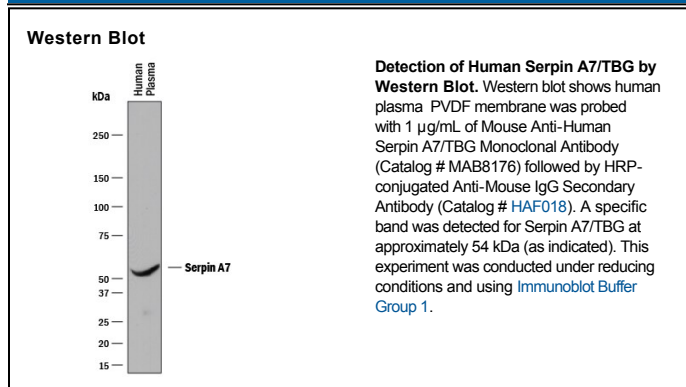 Western Blot
Human
Plasma
kDa
250
150
100
75
50
37
25
20
15
Serpin A7
Detection of Human Serpin A7/TBG by
Western Blot. Western blot shows human
plasma PVDF membrane was probed
with 1 µg/mL of Mouse Anti-Human
Serpin A7/TBG Monoclonal Antibody
(Catalog # MAB8176) followed by HRP-
conjugated Anti-Mouse IgG Secondary
Antibody (Catalog # HAF018). A specific
band was detected for Serpin A7/TBG at
approximately 54 kDa (as indicated). This
experiment was conducted under reducing
conditions and using Immunoblot Buffer
Group 1.